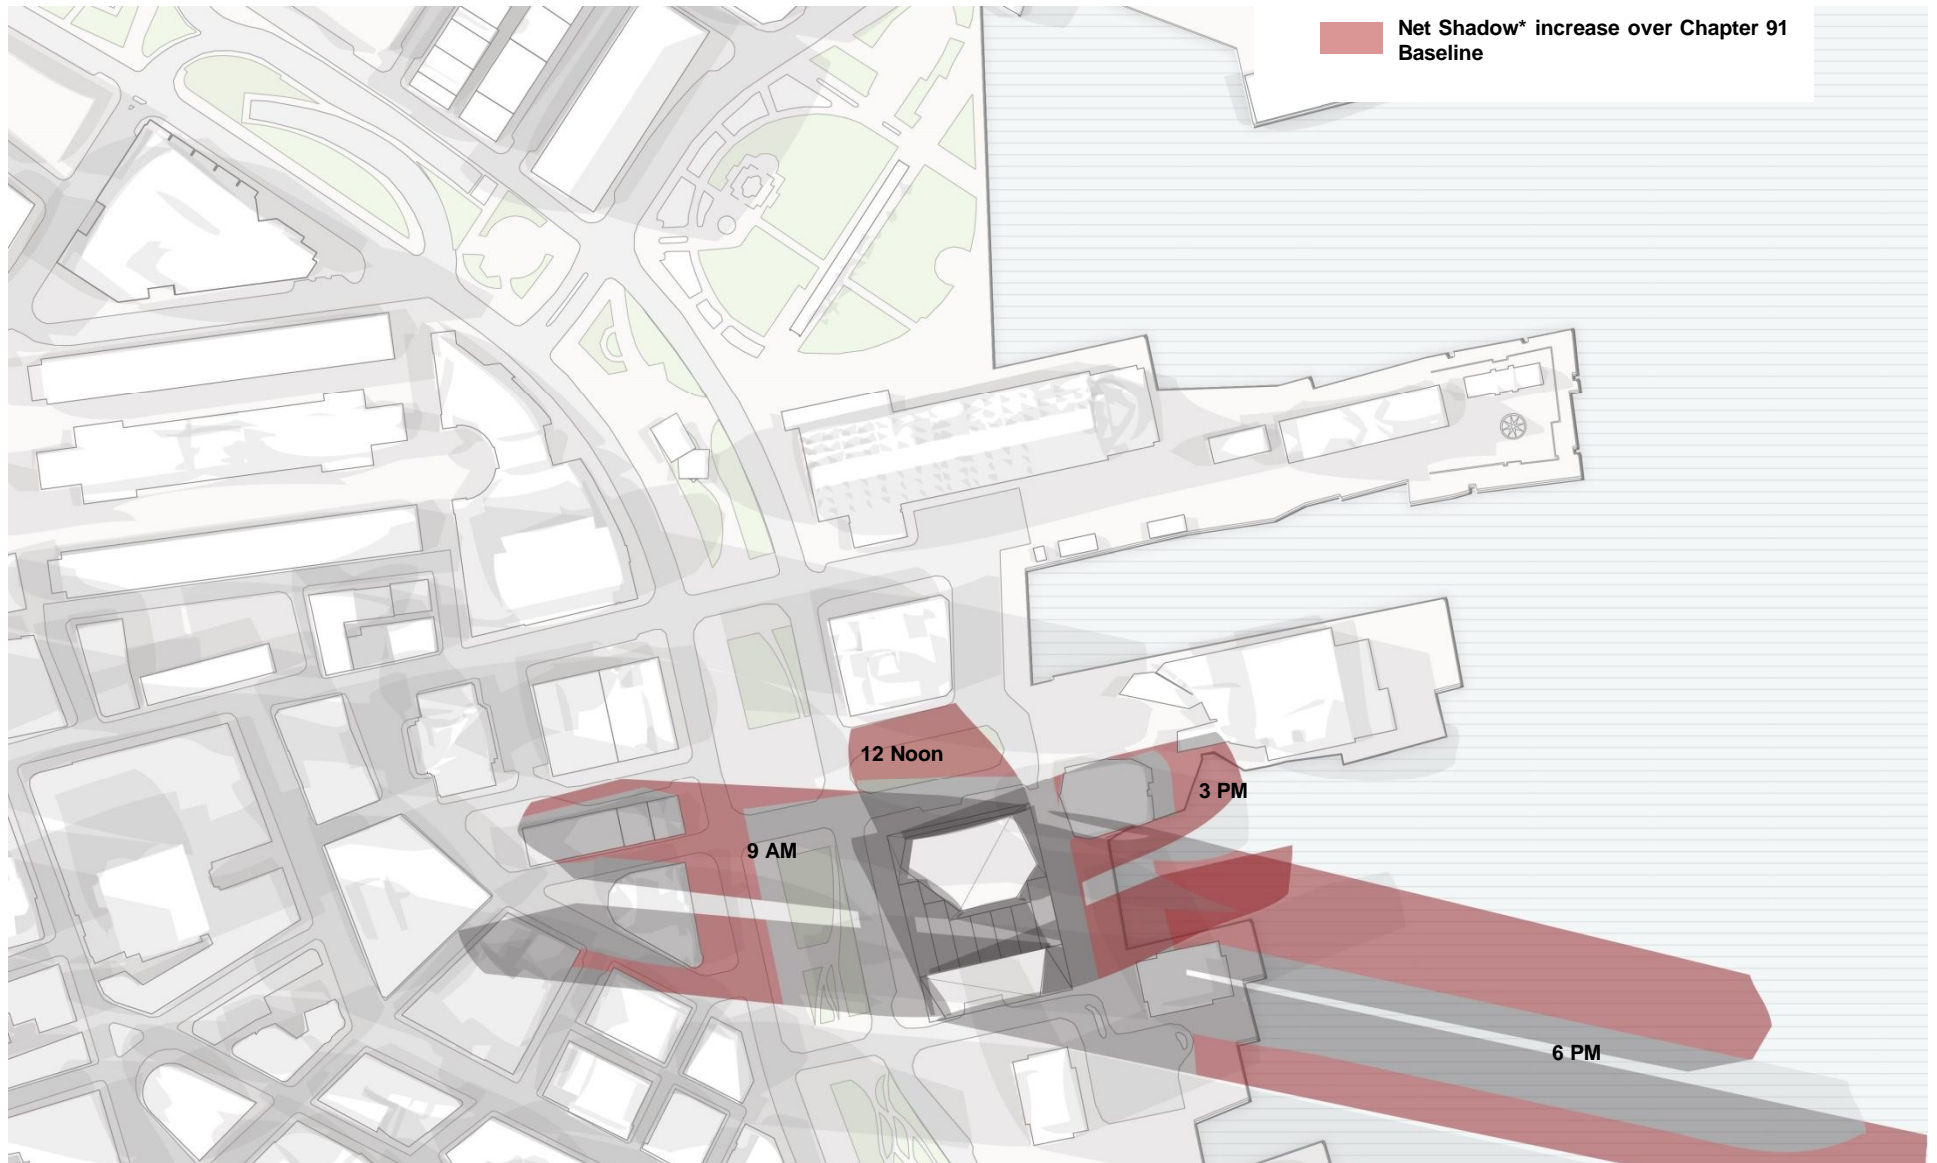 Net Shadow* increase over Chapter 91
Baseline
12 Noon
3 PM
9 AM
6 PM